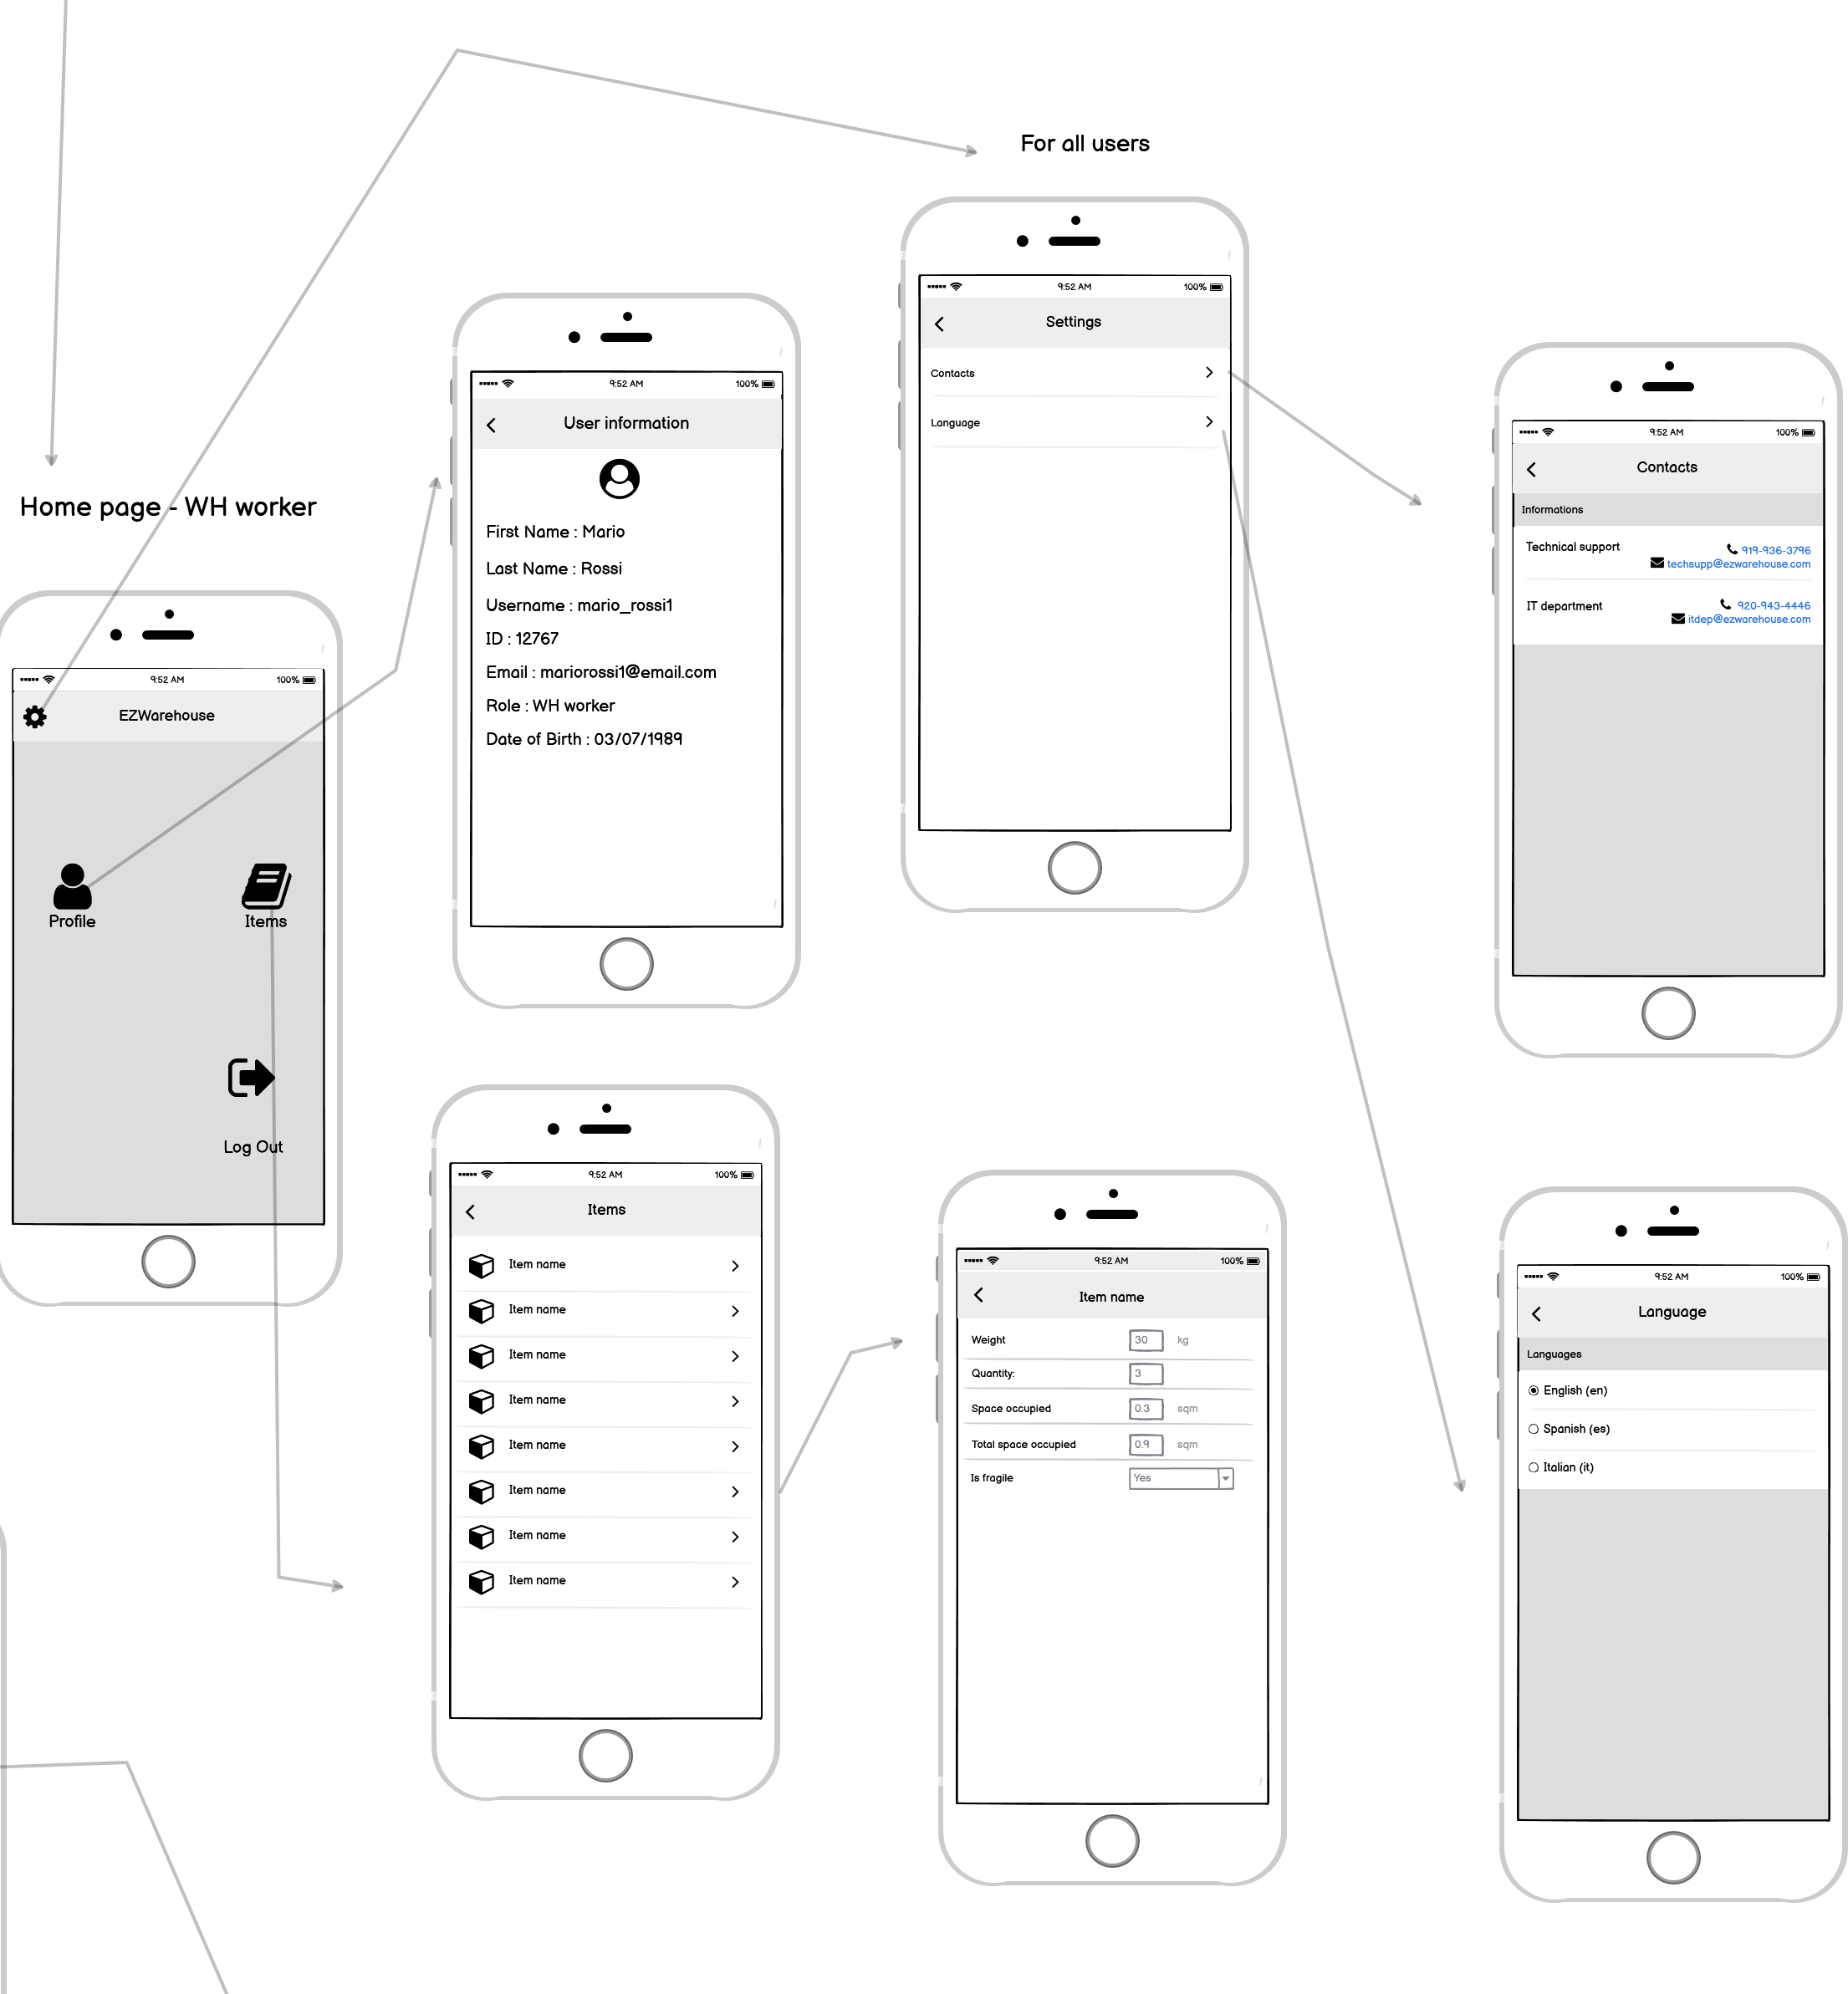 For all users
9:52 AM 100%
Settings
Contacts
Language
9:52 AM 100%
User information
First Name : Mario
Last Name : Rossi
Username : mario_rossi1
ID : 12767
Email : mariorossi1@email.com
Role : WH worker
Date of Birth : 03/07/1989
9:52 AM 100%
Contacts
Informations
Technical support 919-936-3796
techsupp@ezwarehouse.com
IT department 920-943-4446
itdep@ezwarehouse.com
Home page - WH worker
9:52 AM 100%
EZWarehouse
Profile Items
Log Out
9:52 AM 100%
Items
Item name
Item name
Item name
Item name
Item name
Item name
Item name
Item name
9:52 AM 100%
Item name
Weight 30 kg
Quantity: 3
Space occupied 0.3 sqm
Total space occupied 0.9 sqm
Is fragile Yes
9:52 AM 100%
Language
Languages
English (en)
Spanish (es)
Italian (it)